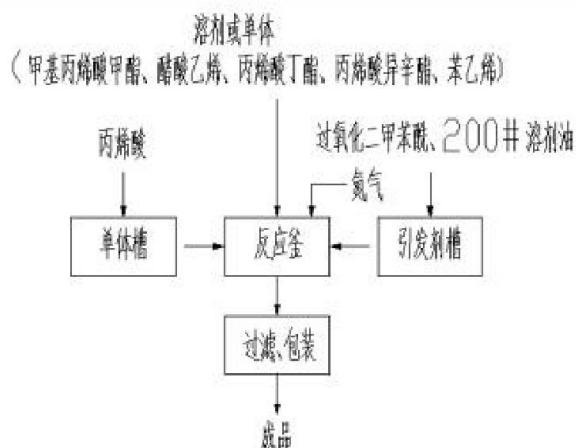 溶剂或单体
（甲基丙烯酸甲酯、醋酸乙烯、丙烯酸丁酯、丙烯酸异辛酯、苯乙烯)
丙烯酸
过氧化二甲苯酰、200#溶剂油
氮气
单体槽
反应釜
引发剂槽
过滤、包装
成品